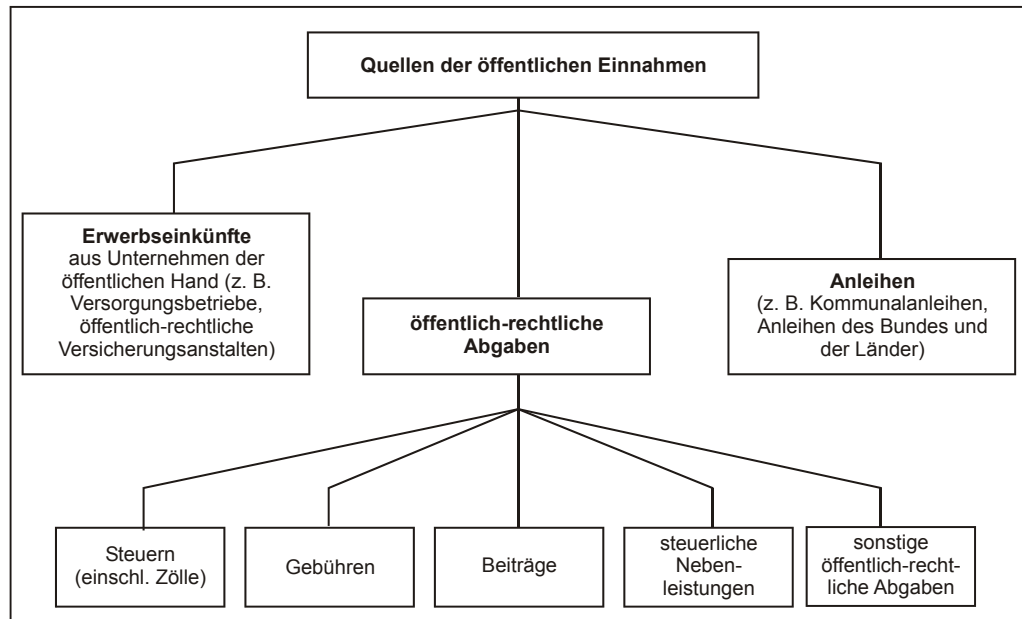 Quellen der öffentlichen Einnahmen
Erwerbseinkünfte
aus Unternehmen der
öffentlichen Hand (z. B.
Versorgungsbetriebe,
öffentlich-rechtliche
Versicherungsanstalten)
öffentlich-rechtliche
Abgaben
Anleihen
(z. B. Kommunalanleihen,
Anleihen des Bundes und
der Länder)
Steuern
(einschl. Zölle)
Gebühren
Beiträge
steuerliche
Neben-
leistungen
sonstige
öffentlich-recht-
liche Abgaben